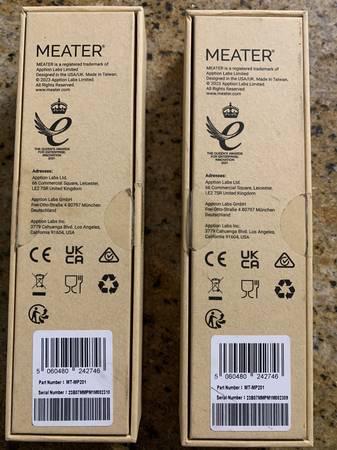 MEATER®
MEATER is a registered trademark of
Apption Labs Limited
Designed in the USA/UK. Made in Taiwan.
© 2023 Apption Labs Limited
All Rights Reserved.
www.meater.com
THE QUEEN'S AWARDS
FOR ENTERPRISE:
INNOVATION
2021
Adresses:
Apption Labs Ltd.
66 Commercial Square, Leicester,
LE2 7SR United Kingdom
Apption Labs GmbH
Frei-Otto-Straße 4 80797 München
Deutschland
Apption Labs Inc.
3779 Cahuenga Blvd. Los Angeles,
California 91604, USA
CE UK
CA
5 060480 242746
Part Number : MT-MP201
MEATER®
MEATER is a registered trademark of
Apption Labs Limited
Designed in the USA/UK. Made in Taiwan.
© 2023 Apption Labs Limited
All Rights Reserved.
www.meater.com
THE QUEEN'S AWARDS
FOR ENTERPRISE:
INNOVATION
2021
Adresses:
Apption Labs Ltd.
66 Commercial Square, Leicester,
LE2 7SR United Kingdom
Apption Labs GmbH
Frei-Otto-Straße 4 80797 München
Deutschland
Apption Labs Inc.
3779 Cahuenga Blvd. Los Angeles,
California 91604, USA
CE UK
CA
5 060480 242746
Part Number : MT-MP201